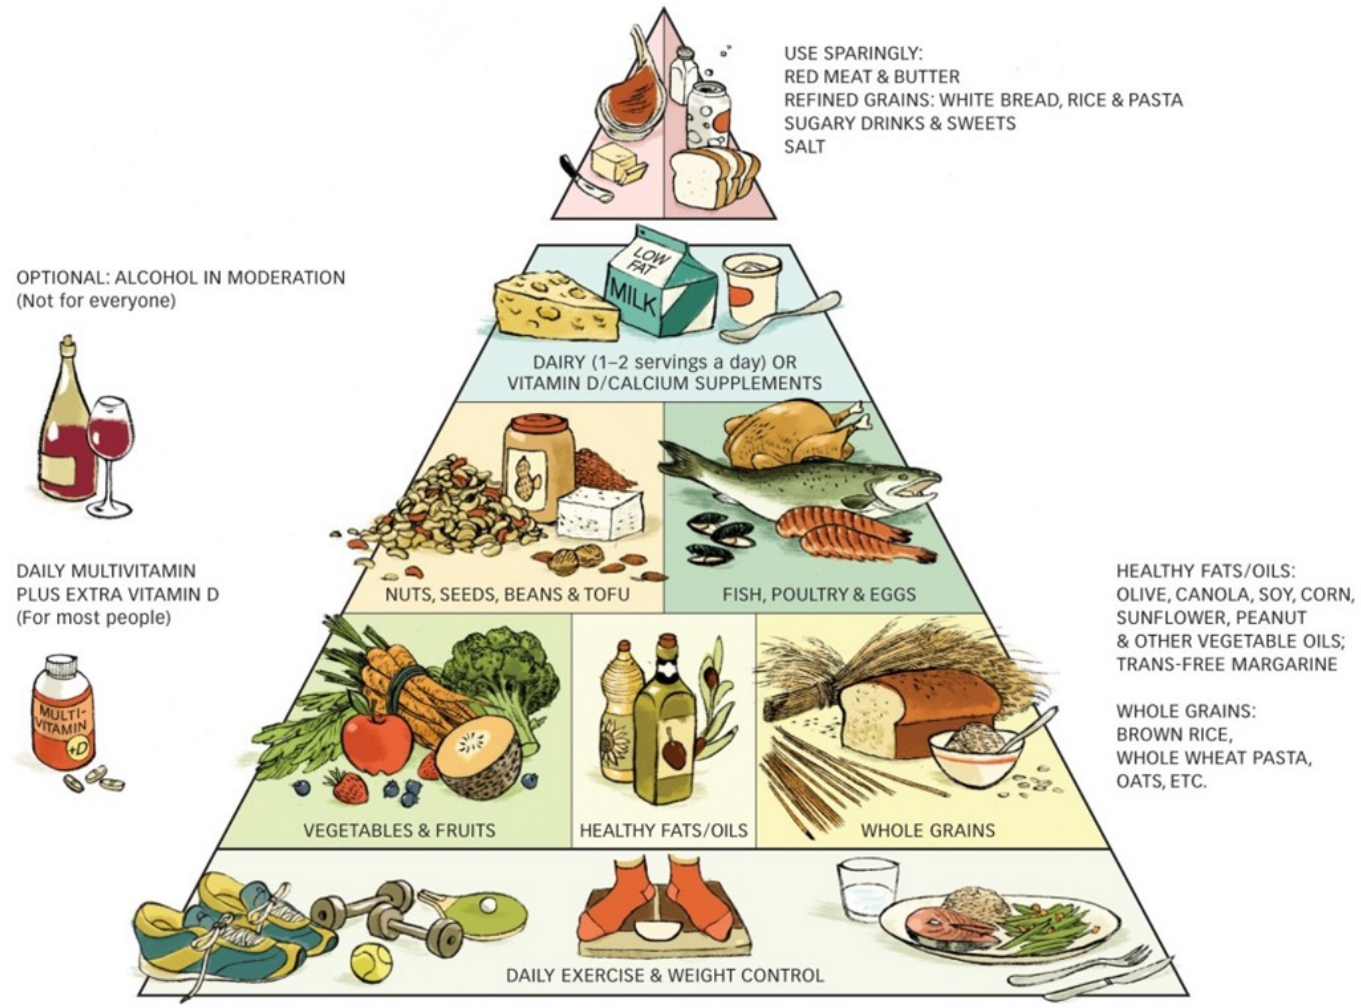 USE SPARINGLY:
RED MEAT & BUTTER
REFINED GRAINS: WHITE BREAD, RICE & PASTA
SUGARY DRINKS & SWEETS
SALT
OPTIONAL: ALCOHOL IN MODERATION
(Not for everyone)
LOW
FAT
MILK
DAIRY (1–2 servings a day) OR
VITAMIN D/CALCIUM SUPPLEMENTS
NUTS, SEEDS, BEANS & TOFU
FISH, POULTRY & EGGS
DAILY MULTIVITAMIN
PLUS EXTRA VITAMIN D
(For most people)
MULTI-
VITAMIN
+D
HEALTHY FATS/OILS:
OLIVE, CANOLA, SOY, CORN,
SUNFLOWER, PEANUT
& OTHER VEGETABLE OILS;
TRANS-FREE MARGARINE
WHOLE GRAINS:
BROWN RICE,
WHOLE WHEAT PASTA,
OATS, ETC.
VEGETABLES & FRUITS
HEALTHY FATS/OILS
WHOLE GRAINS
DAILY EXERCISE & WEIGHT CONTROL